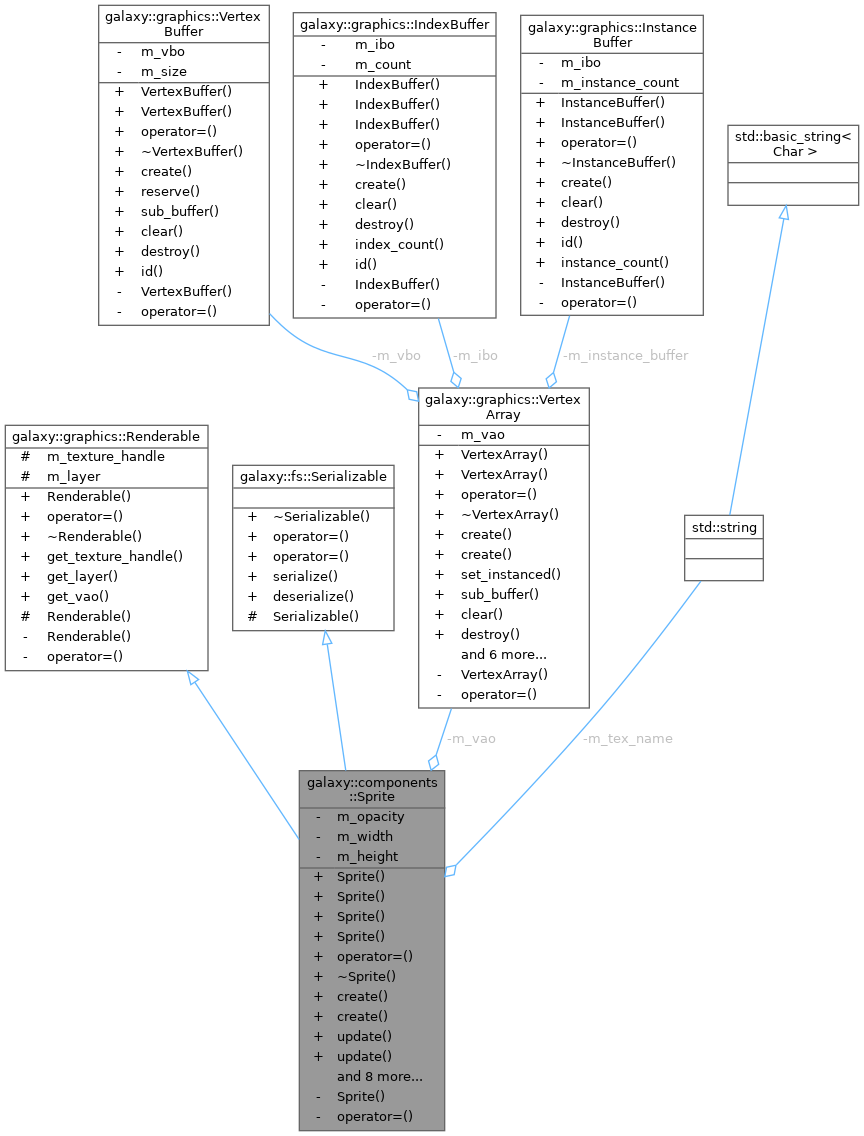 galaxy::graphics::Vertex
Buffer
- m_vbo
- m_size
+ VertexBuffer()
+ VertexBuffer()
+ operator=()
+ ~VertexBuffer()
+ create()
+ reserve()
+ sub_buffer()
+ clear()
+ destroy()
+ id()
- VertexBuffer()
- operator=()
galaxy::graphics::IndexBuffer
- m_ibo
- m_count
+ IndexBuffer()
+ IndexBuffer()
+ IndexBuffer()
+ operator=()
+ ~IndexBuffer()
+ create()
+ clear()
+ destroy()
+ index_count()
+ id()
- IndexBuffer()
- operator=()
galaxy::graphics::Instance
Buffer
- m_ibo
- m_instance_count
+ InstanceBuffer()
+ InstanceBuffer()
+ operator=()
+ ~InstanceBuffer()
+ create()
+ clear()
+ destroy()
+ id()
+ instance_count()
- InstanceBuffer()
- operator=()
std::basic_string<
Char >
-m_vbo
-m_ibo
-m_instance_buffer
galaxy::graphics::Renderable
# m_texture_handle
# m_layer
+ Renderable()
+ operator=()
+ ~Renderable()
+ get_texture_handle()
+ get_layer()
+ get_vao()
# Renderable()
- Renderable()
- operator=()
galaxy::fs::Serializable
+ ~Serializable()
+ operator=()
+ operator=()
+ serialize()
+ deserialize()
# Serializable()
galaxy::graphics::Vertex
Array
- m_vao
+ VertexArray()
+ VertexArray()
+ operator=()
+ ~VertexArray()
+ create()
+ create()
+ set_instanced()
+ sub_buffer()
+ clear()
+ destroy()
and 6 more...
- VertexArray()
- operator=()
std::string
-m_vao
-m_tex_name
galaxy::components
::Sprite
- m_opacity
- m_width
- m_height
+ Sprite()
+ Sprite()
+ Sprite()
+ Sprite()
+ operator=()
+ ~Sprite()
+ create()
+ create()
+ update()
+ update()
and 8 more...
- Sprite()
- operator=()